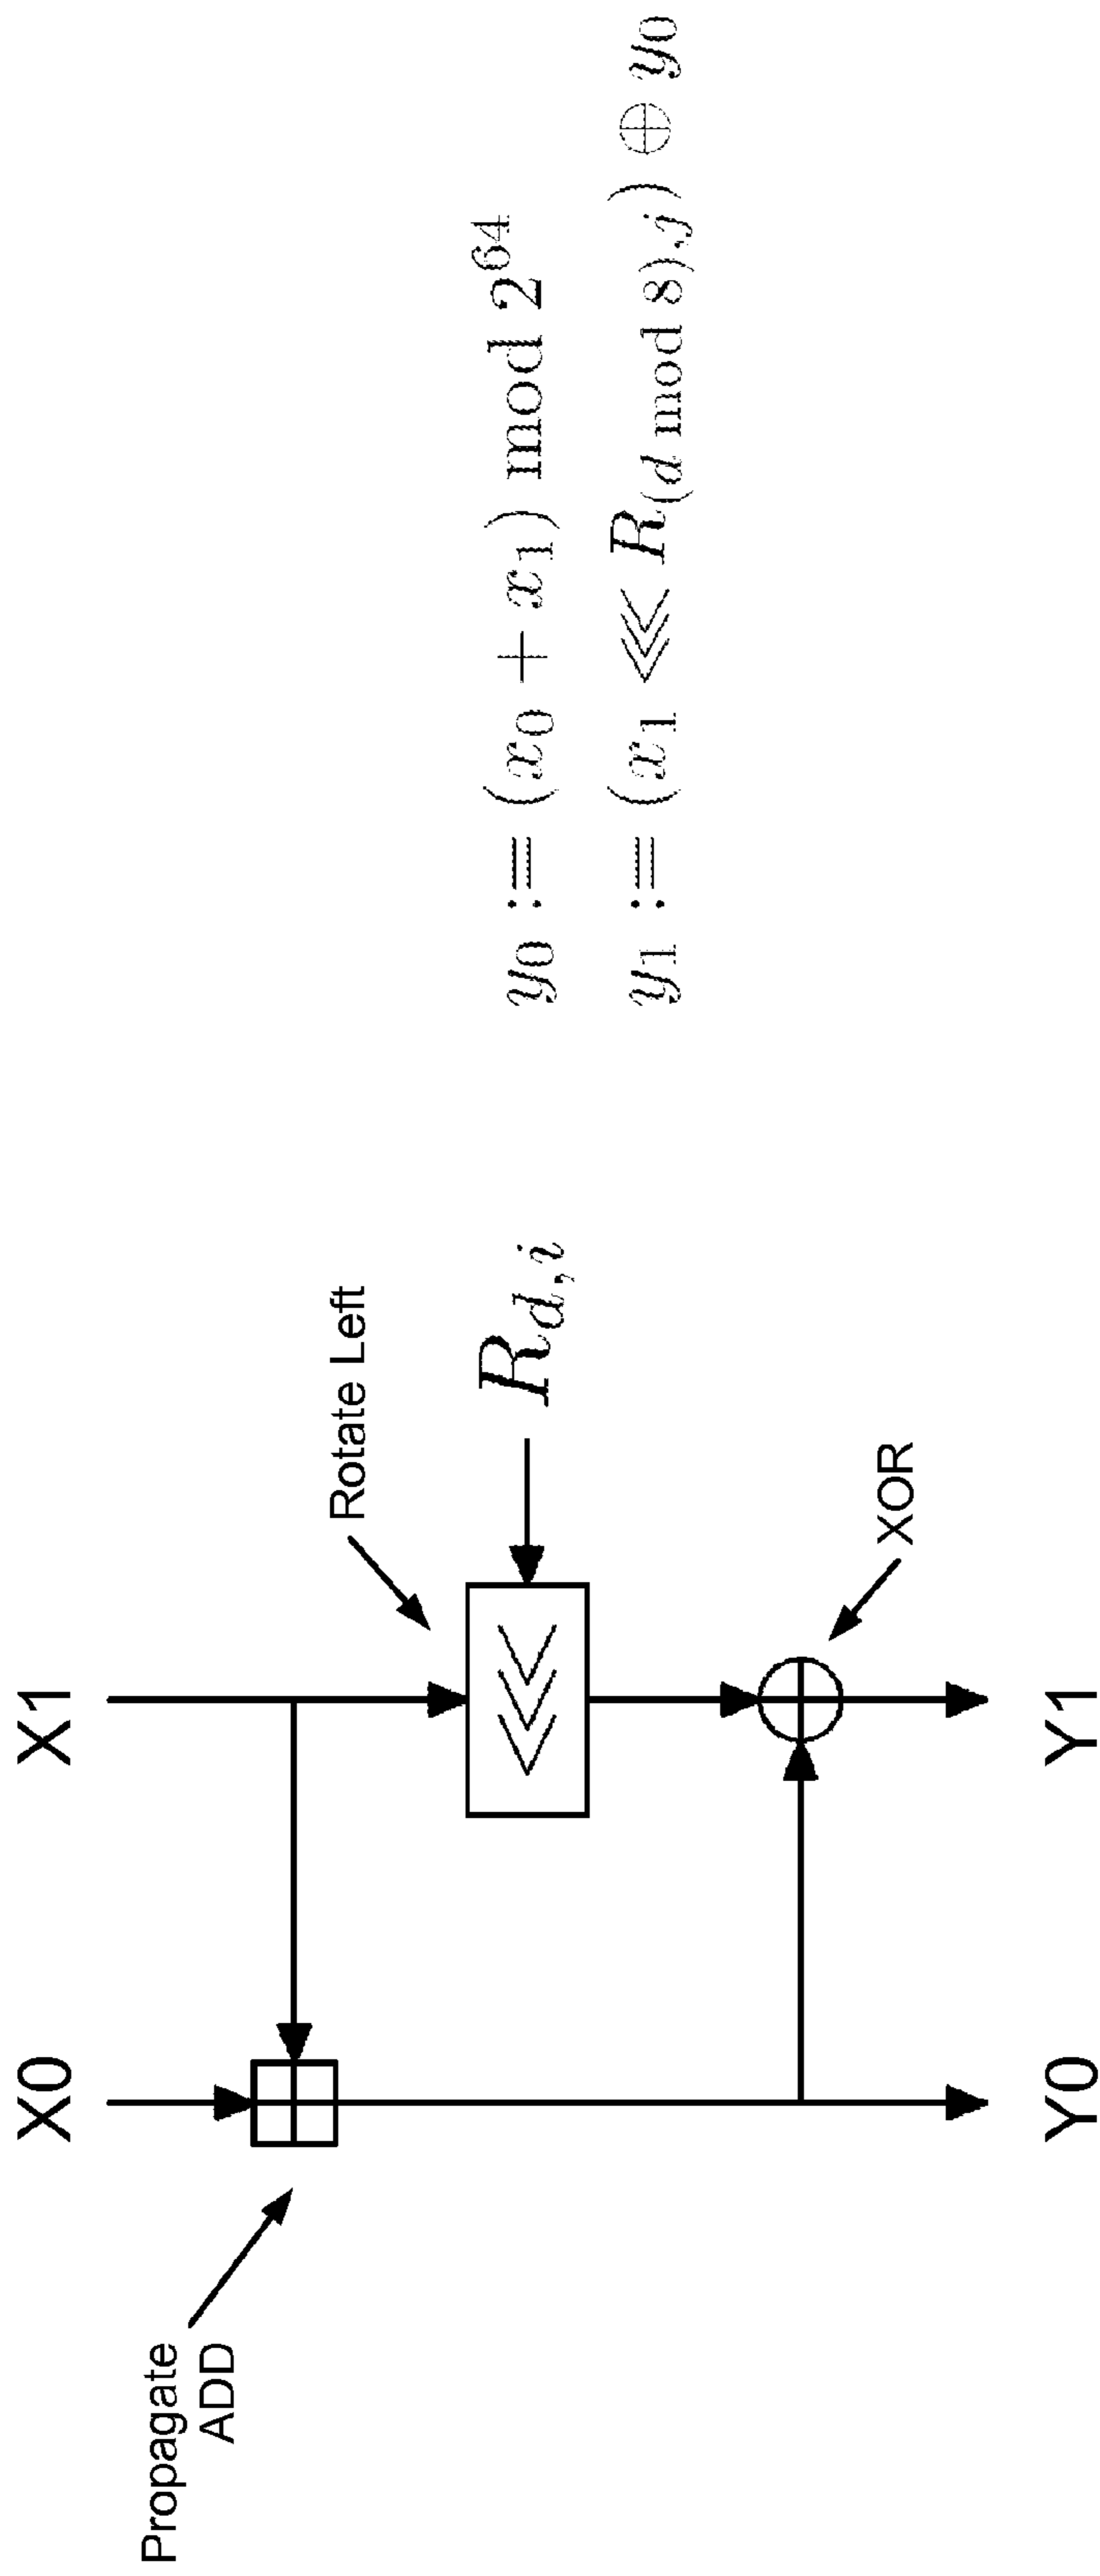 X0
X1
Propagate
ADD
Rotate Left
<<<
R_{d,i}
XOR
Y0
Y1
y_0 := (x_0 + x_1) mod 2^{64}
y_1 := (x_1 ⋘ R_{(d mod 8),j}) ⊕ y_0